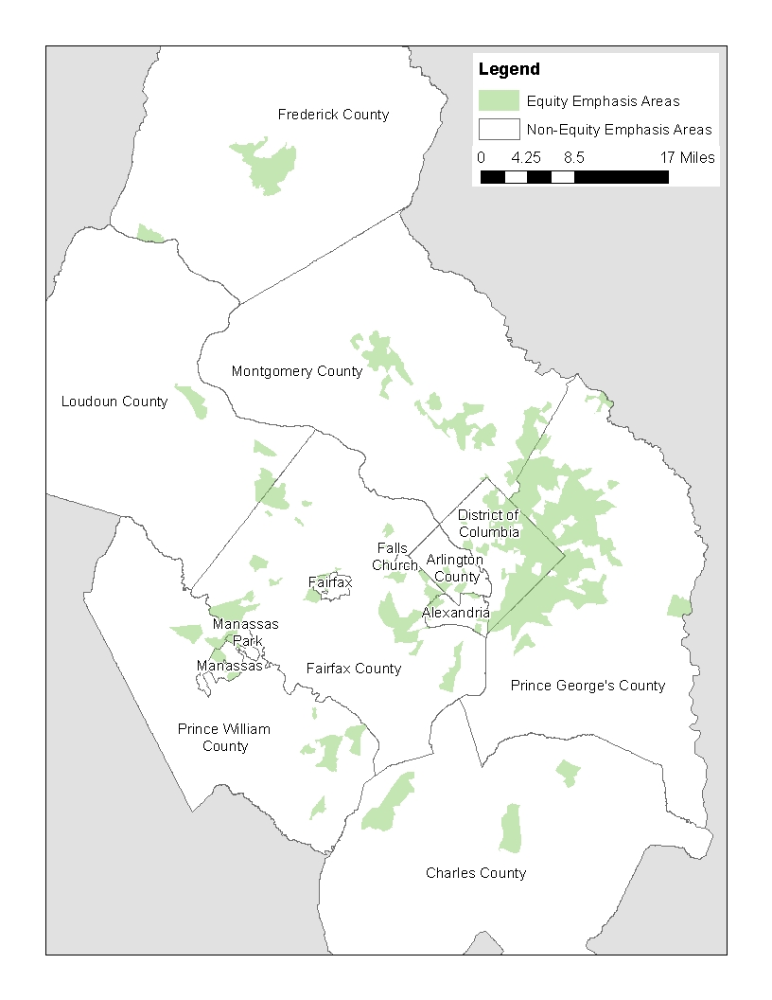 Legend
Equity Emphasis Areas
Non-Equity Emphasis Areas
0 4.25 8.5 17 Miles
Frederick County
Montgomery County
Loudoun County
District of
Columbia
Falls
Church
Arlington
County
Fairfax
Alexandria
Manassas
Park
Manassas
Fairfax County
Prince George's County
Prince William
County
Charles County